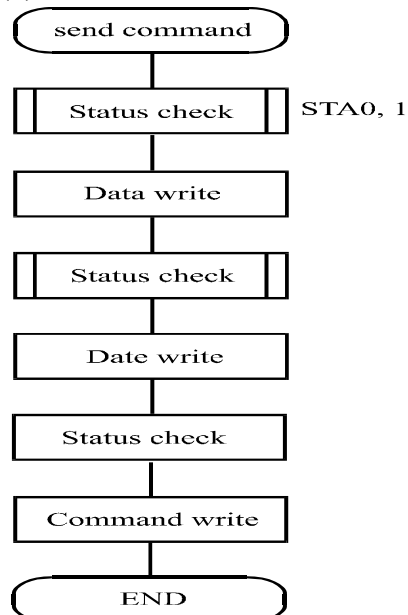 send command
Status check STA0, 1
Data write
Status check
Date write
Status check
Command write
END